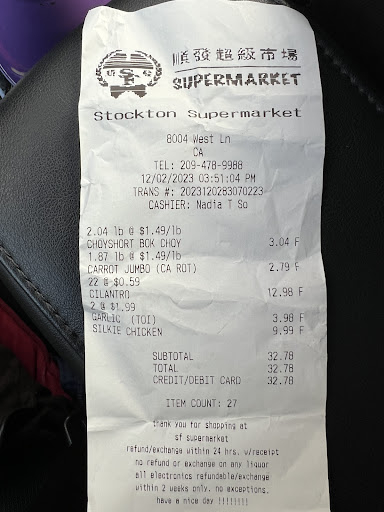 順發超級市場
SF
SUPERMARKET
Stockton Supermarket
8004 West Ln
CA
TEL: 209-478-9988
12/02/2023 03:51:04 PM
TRANS #: 2023120283070223
CASHIER: Nadia T So
2.04 lb @ $1.49/lb
CHOYSHORT BOK CHOY 3.04 F
1.87 lb @ $1.49/lb
CARROT JUMBO (CA ROT) 2.79 F
22 @ $0.59
CILANTRO 12.98 F
2 @ $1.99
GARLIC (TOI) 3.98 F
SILKIE CHICKEN 9.99 F
SUBTOTAL 32.78
TOTAL 32.78
CREDIT/DEBIT CARD 32.78
ITEM COUNT: 27
thank you for shopping at
sf supermarket
refund/exchange within 24 hrs. w/receipt
no refund or exchange on any liquor
all electronics refundable/exchange
within 2 weeks only. no exceptions.
have a nice day !!!!!!!!